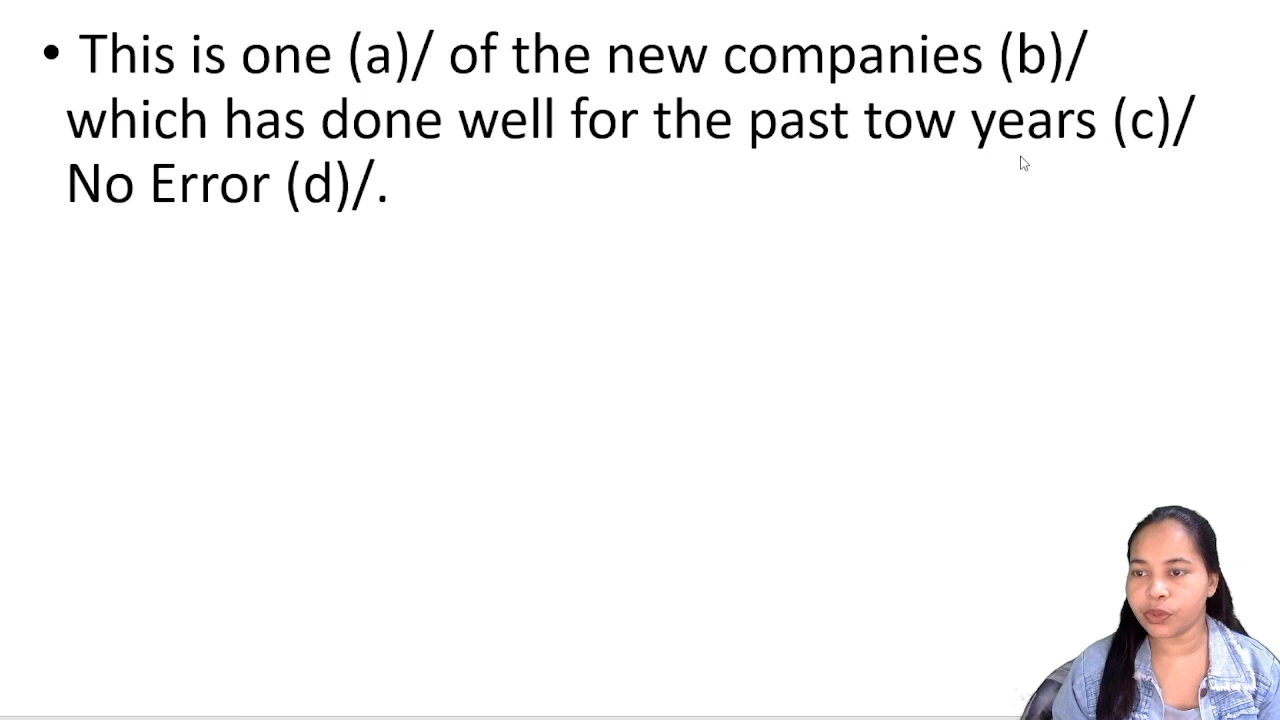 • This is one (a)/ of the new companies (b)/
which has done well for the past tow years (c)/
No Error (d)/.